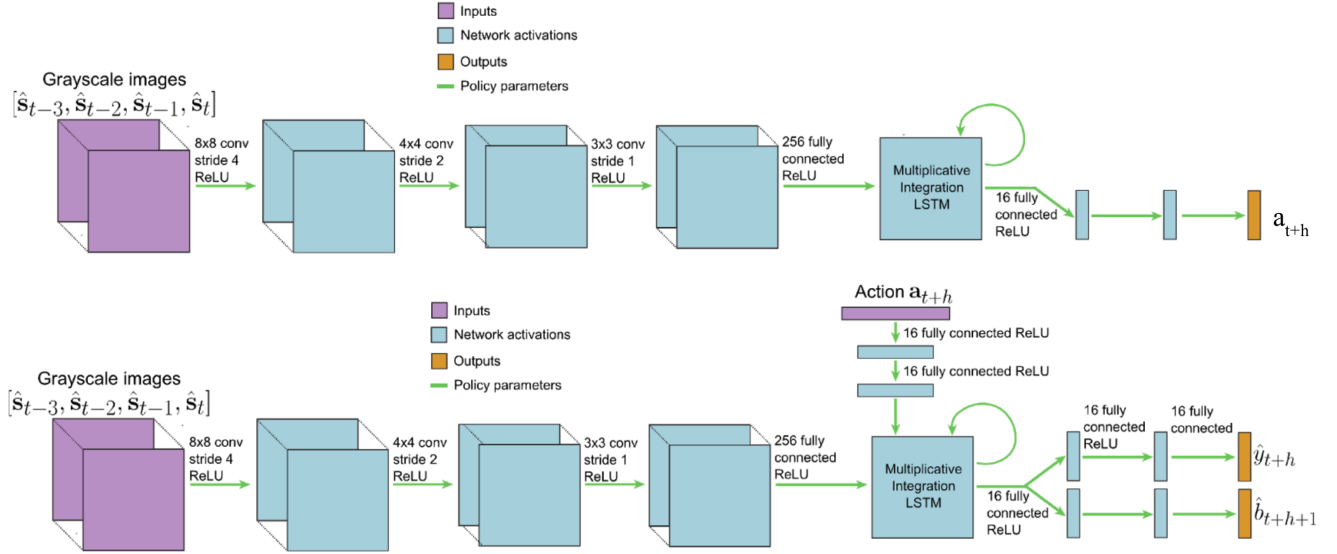 Inputs
Network activations
Outputs
Policy parameters
Grayscale images
[ŝ_{t−3}, ŝ_{t−2}, ŝ_{t−1}, ŝ_t]
8x8 conv
stride 4
ReLU
4x4 conv
stride 2
ReLU
3x3 conv
stride 1
ReLU
256 fully
connected
ReLU
Multiplicative
Integration
LSTM
16 fully
connected
ReLU
a_{t+h}
Inputs
Network activations
Outputs
Policy parameters
Action a_{t+h}
16 fully connected ReLU
16 fully connected ReLU
Grayscale images
[ŝ_{t−3}, ŝ_{t−2}, ŝ_{t−1}, ŝ_t]
8x8 conv
stride 4
ReLU
4x4 conv
stride 2
ReLU
3x3 conv
stride 1
ReLU
256 fully
connected
ReLU
Multiplicative
Integration
LSTM
16 fully
connected
ReLU
16 fully
connected
ReLU
16 fully
connected
ŷ_{t+h}
b̂_{t+h+1}